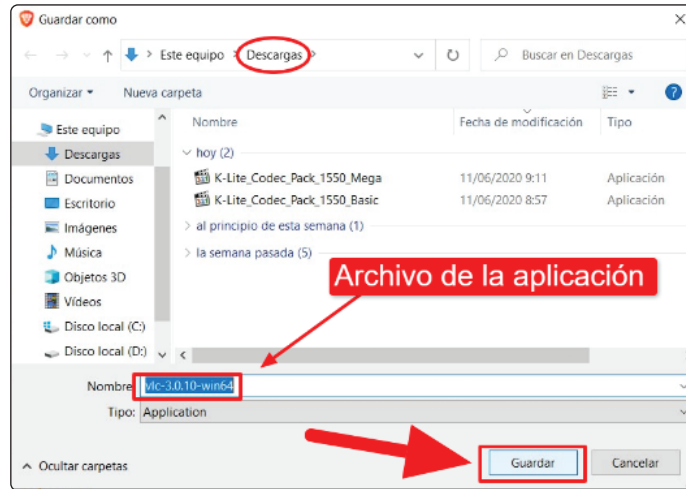 Guardar como
Este equipo > Descargas >
Buscar en Descargas
Organizar
Nueva carpeta
Nombre
Fecha de modificación
Tipo
Este equipo
Descargas
Documentos
Escritorio
Imágenes
Música
Objetos 3D
Vídeos
Disco local (C:)
Disco local (D:)
hoy (2)
K-Lite_Codec_Pack_1550_Mega 11/06/2020 9:11 Aplicación
K-Lite_Codec_Pack_1550_Basic 11/06/2020 8:57 Aplicación
al principio de esta semana (1)
la semana pasada (5)
Archivo de la aplicación
Nombre: vlc-3.0.10-win64
Tipo: Application
Ocultar carpetas
Guardar
Cancelar